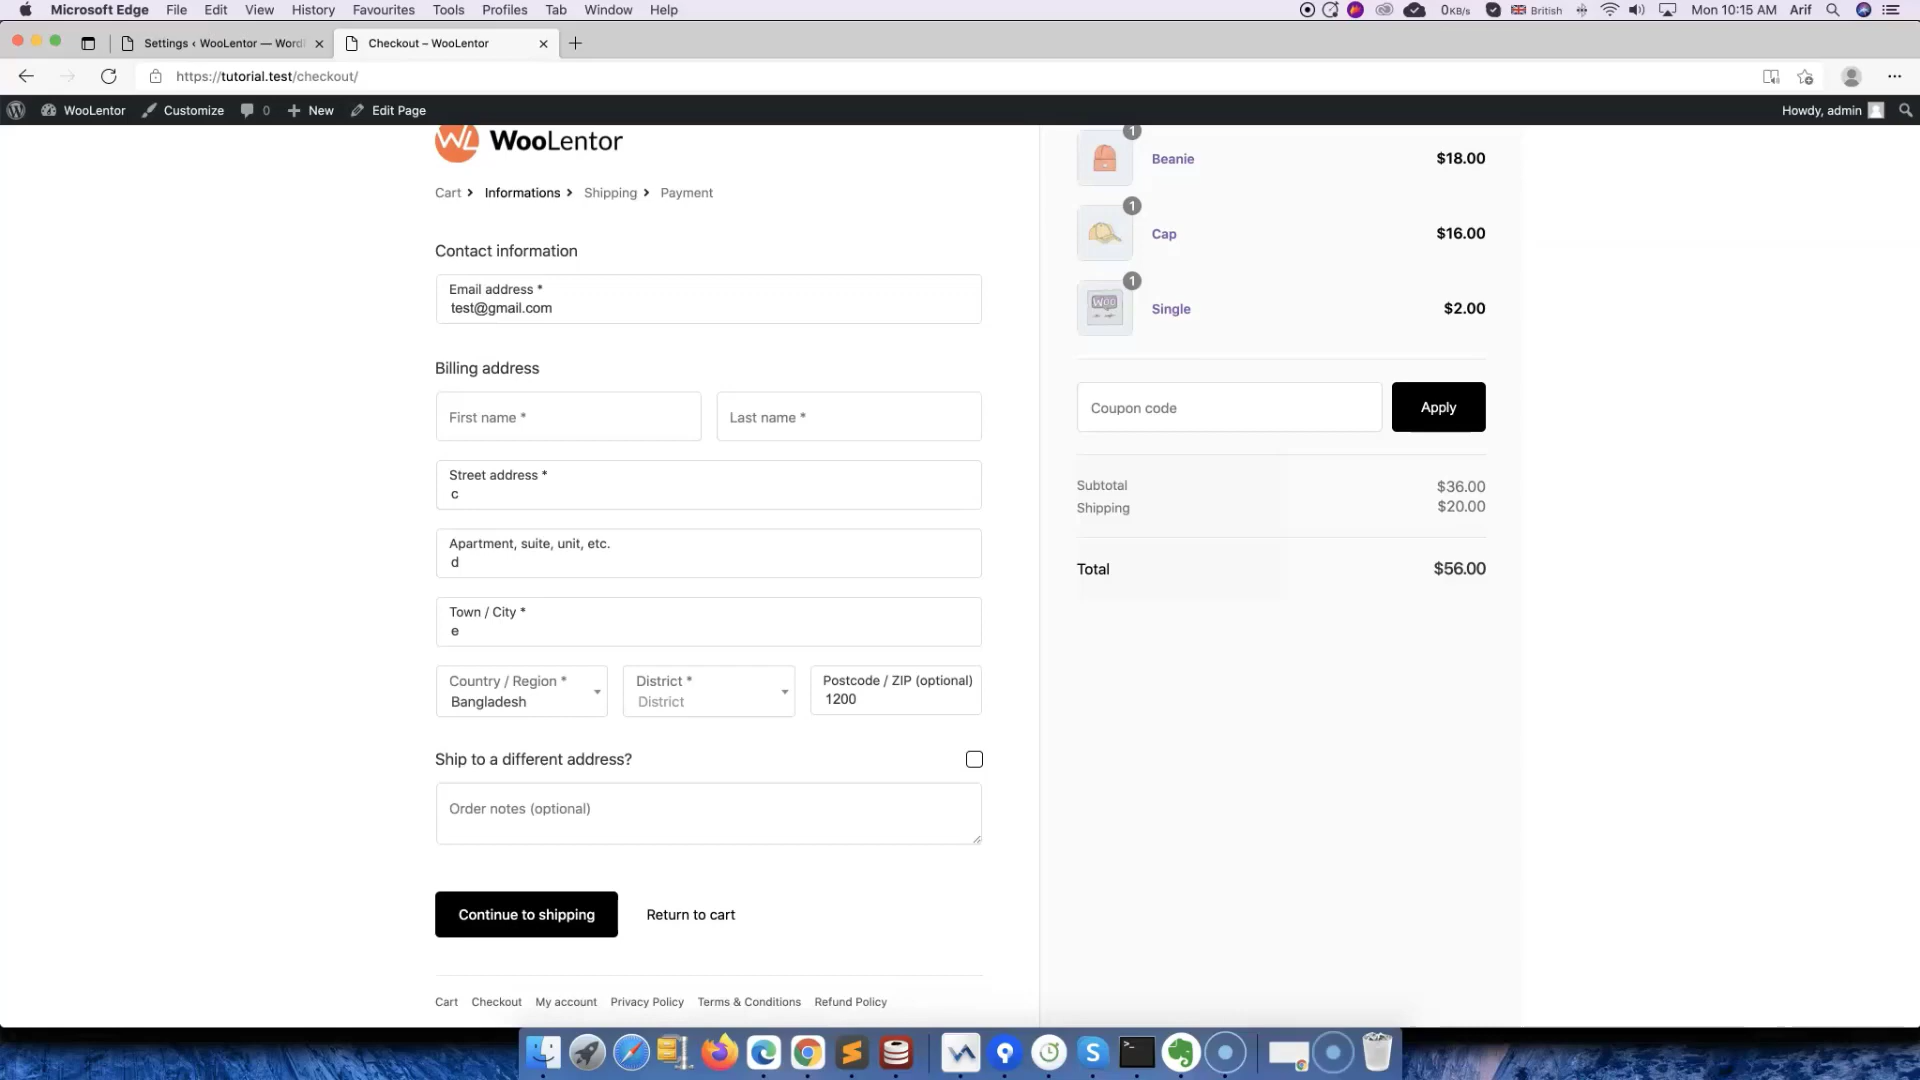 Microsoft Edge File Edit View History Favourites Tools Profiles Tab Window Help
0KB/s British Mon 10:15 AM Arif
Settings ‹ WooLentor — Word
Checkout – WooLentor
https://tutorial.test/checkout/
WooLentor Customize 0 New Edit Page
Howdy, admin
WL WooLentor
Cart Informations Shipping Payment
Contact information
Email address *
test@gmail.com
Billing address
First name *
Last name *
Street address *
c
Apartment, suite, unit, etc.
d
Town / City *
e
Country / Region *
Bangladesh
District *
District
Postcode / ZIP (optional)
1200
Ship to a different address?
Order notes (optional)
Continue to shipping
Return to cart
Cart Checkout My account Privacy Policy Terms & Conditions Refund Policy
1
Beanie $18.00
1
Cap $16.00
1
WOO
Single $2.00
Coupon code
Apply
Subtotal $36.00
Shipping $20.00
Total $56.00